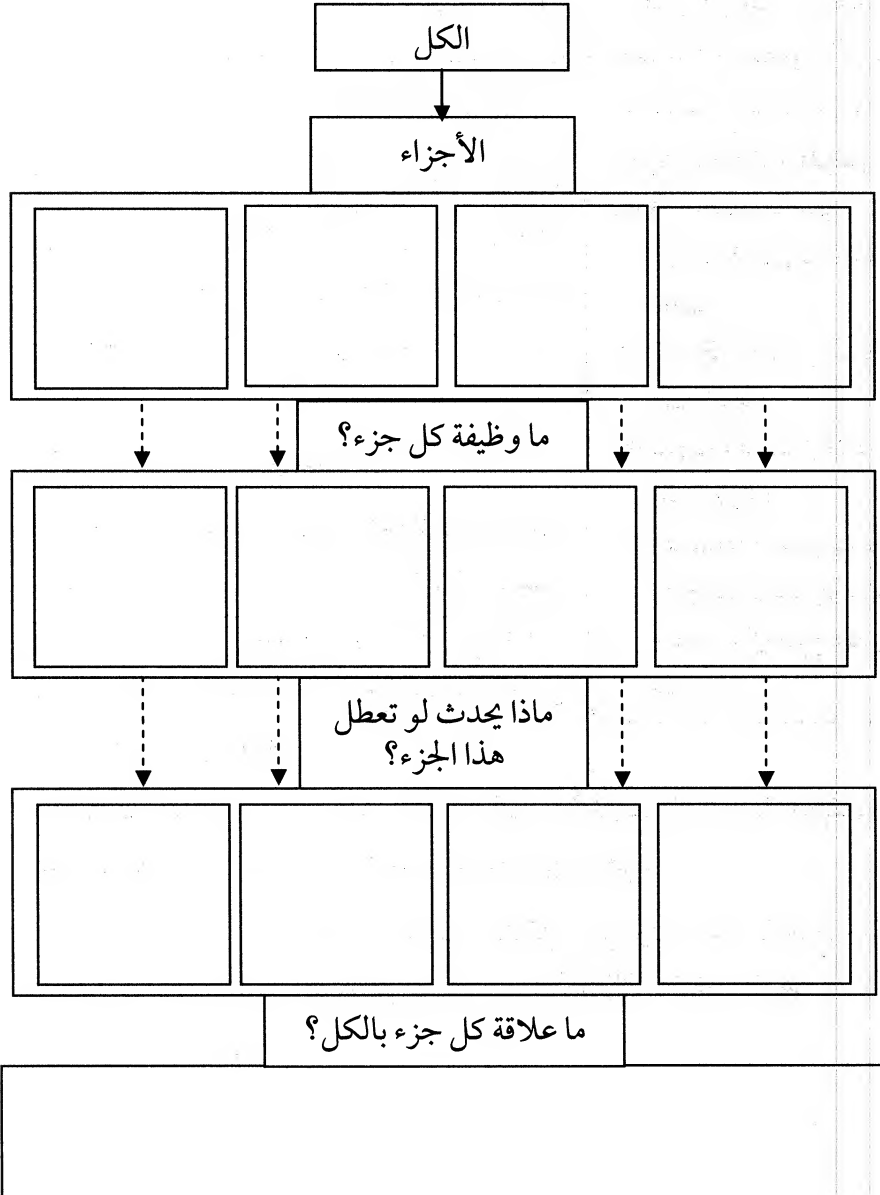 الكل
الأجزاء
ما وظيفة كل جزء؟
ماذا يحدث لو تعطل
هذا الجزء؟
ما علاقة كل جزء بالكل؟